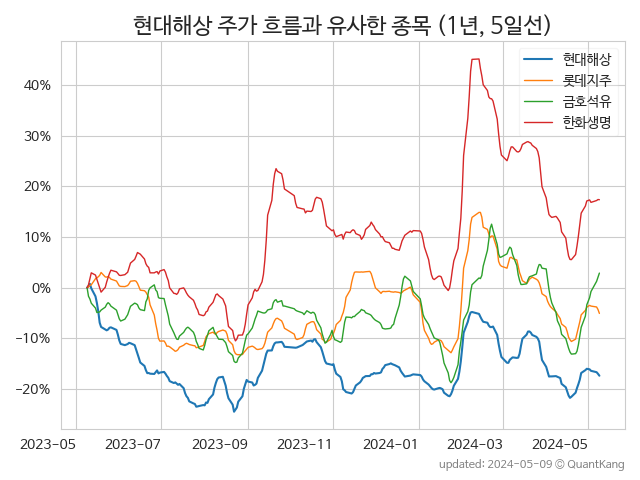 현대해상 주가 흐름과 유사한 종목 (1년, 5일선)
현대해상
롯데지주
금호석유
한화생명
40%
30%
20%
10%
0%
−10%
−20%
2023-05 2023-07 2023-09 2023-11 2024-01 2024-03 2024-05
updated: 2024-05-09 © QuantKang